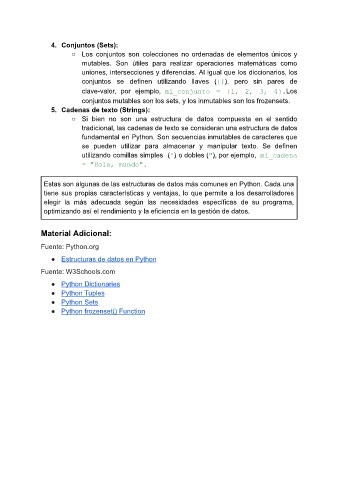 4. Conjuntos (Sets):
○ Los conjuntos son colecciones no ordenadas de elementos únicos y
mutables. Son útiles para realizar operaciones matemáticas como
uniones, intersecciones y diferencias. Al igual que los diccionarios, los
conjuntos se definen utilizando llaves ({}), pero sin pares de
clave-valor, por ejemplo, mi_conjunto = {1, 2, 3, 4}.Los
conjuntos mutables son los sets, y los inmutables son los frozensets.
5. Cadenas de texto (Strings):
○ Si bien no son una estructura de datos compuesta en el sentido
tradicional, las cadenas de texto se consideran una estructura de datos
fundamental en Python. Son secuencias inmutables de caracteres que
se pueden utilizar para almacenar y manipular texto. Se definen
utilizando comillas simples (') o dobles ("), por ejemplo, mi_cadena
= "Hola, mundo".
Estas son algunas de las estructuras de datos más comunes en Python. Cada una
tiene sus propias características y ventajas, lo que permite a los desarrolladores
elegir la más adecuada según las necesidades específicas de su programa,
optimizando así el rendimiento y la eficiencia en la gestión de datos.
Material Adicional:
Fuente: Python.org
● Estructuras de datos en Python
Fuente: W3Schools.com
● Python Dictionaries
● Python Tuples
● Python Sets
● Python frozenset() Function